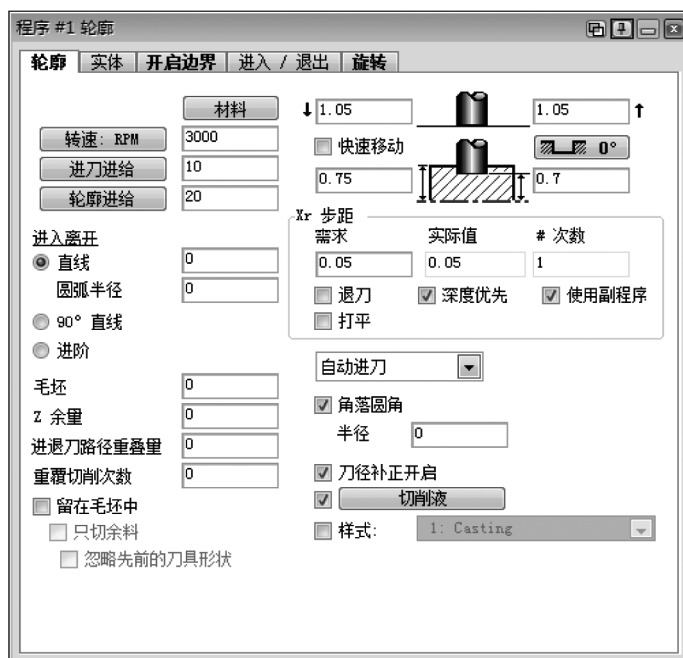 程序 #1 轮廓
轮廓 实体 开启边界 进入 / 退出 旋转
材料
转速: RPM 3000
进刀进给 10
轮廓进给 20
进入离开
直线 0
圆弧半径 0
90° 直线
进阶
毛坯 0
Z 余量 0
进退刀路径重叠量 0
重覆切削次数 0
留在毛坯中
只切余料
忽略先前的刀具形状
1.05 1.05
快速移动 0°
0.75 0.7
Xr 步距
需求 实际值 # 次数
0.05 0.05 1
退刀 深度优先 使用副程序
打平
自动进刀
角落圆角
半径 0
刀径补正开启
切削液
样式: 1: Casting